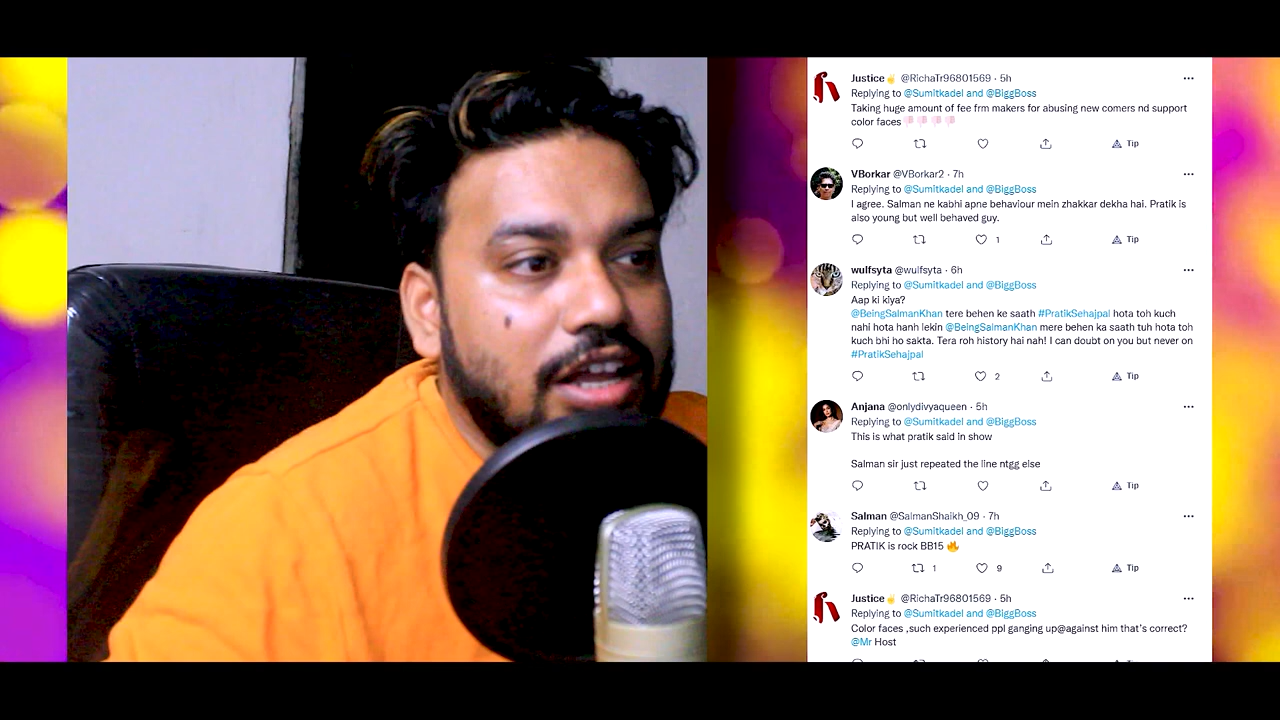 Justice✌ @RichaTr96801569 · 5h
Replying to @Sumitkadel and @BiggBoss
Taking huge amount of fee frm makers for abusing new comers nd support
color faces👎👎👎👎
Tip
VBorkar @VBorkar2 · 7h
Replying to @Sumitkadel and @BiggBoss
I agree. Salman ne kabhi apne behaviour mein zhakkar dekha hai. Pratik is
also young but well behaved guy.
1 Tip
wulfsyta @wulfsyta · 6h
Replying to @Sumitkadel and @BiggBoss
Aap ki kiya?
@BeingSalmanKhan tere behen ke saath #PratikSehajpal hota toh kuch
nahi hota hanh lekin @BeingSalmanKhan mere behen ka saath tuh hota toh
kuch bhi ho sakta. Tera roh history hai nah! I can doubt on you but never on
#PratikSehajpal
2 Tip
Anjana @onlydivyaqueen · 5h
Replying to @Sumitkadel and @BiggBoss
This is what pratik said in show
Salman sir just repeated the line ntgg else
Tip
Salman @SalmanShaikh_09 · 7h
Replying to @Sumitkadel and @BiggBoss
PRATIK is rock BB15 🔥
1 9 Tip
Justice✌ @RichaTr96801569 · 5h
Replying to @Sumitkadel and @BiggBoss
Color faces ,such experienced ppl ganging up@against him that's correct?
@Mr Host